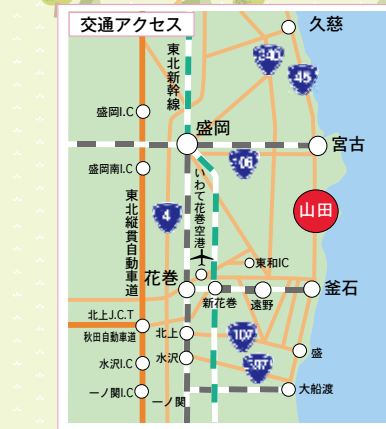 交通アクセス
久慈
東北新幹線
340
45
盛岡I.C
盛岡
宮古
盛岡南I.C
106
いわて花巻空港
東北縦貫自動車道
4
山田
東和IC
花巻
新花巻
遠野
釜石
北上J.C.T
秋田自動車道
北上
107
水沢I.C
水沢
盛
一ノ関I.C
一ノ関
大船渡